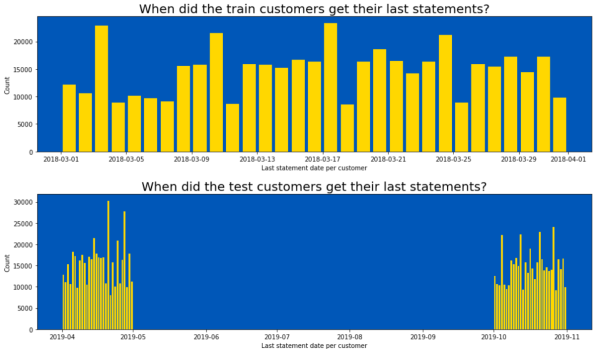 When did the train customers get their last statements?
20000
15000
10000
5000
0
Count
2018-03-01 2018-03-05 2018-03-09 2018-03-13 2018-03-17 2018-03-21 2018-03-25 2018-03-29 2018-04-01
Last statement date per customer
When did the test customers get their last statements?
30000
25000
20000
15000
10000
5000
0
Count
2019-04 2019-05 2019-06 2019-07 2019-08 2019-09 2019-10 2019-11
Last statement date per customer